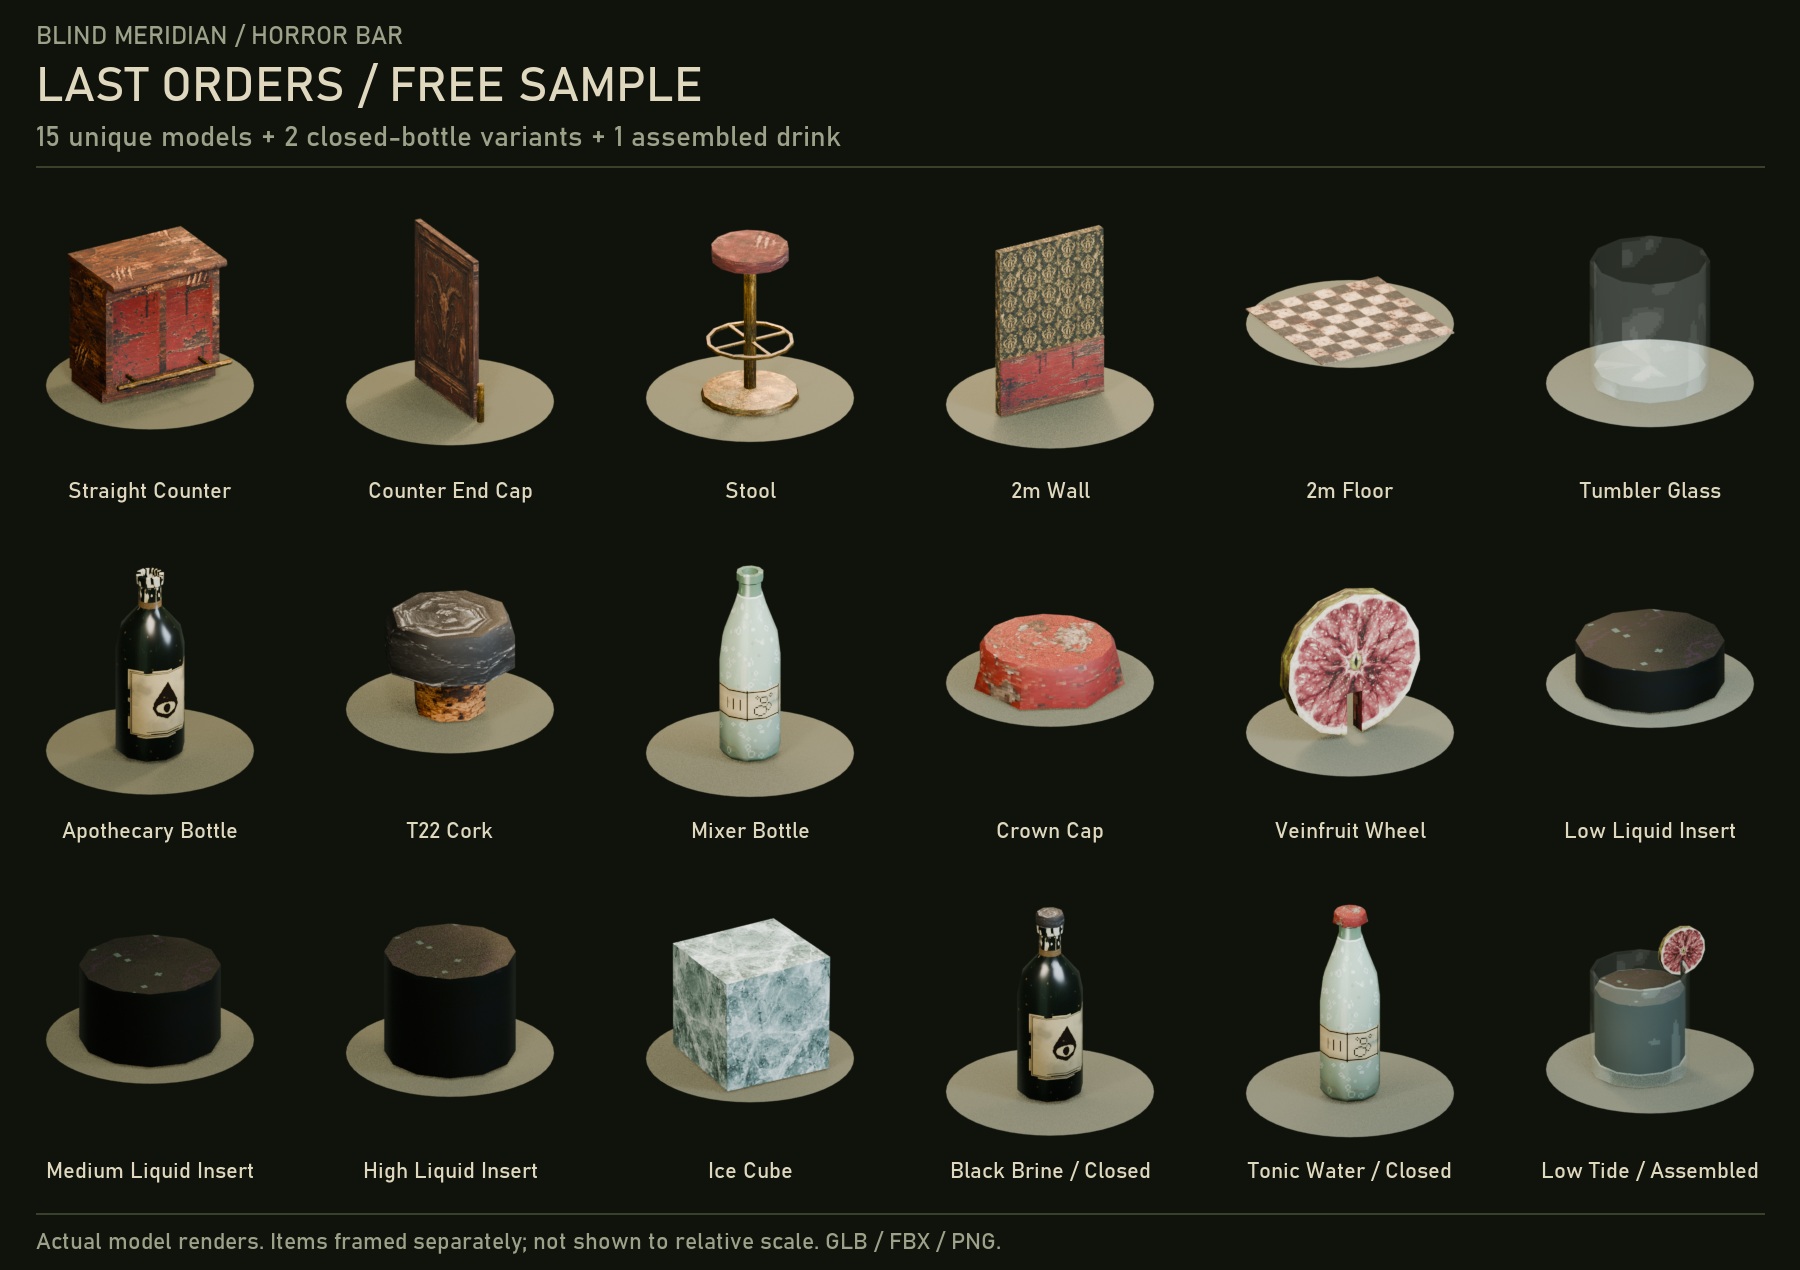 BLIND MERIDIAN / HORROR BAR
LAST ORDERS / FREE SAMPLE
15 unique models + 2 closed-bottle variants + 1 assembled drink
Straight Counter
Counter End Cap
Stool
2m Wall
2m Floor
Tumbler Glass
Apothecary Bottle
T22 Cork
Mixer Bottle
Crown Cap
Veinfruit Wheel
Low Liquid Insert
Medium Liquid Insert
High Liquid Insert
Ice Cube
Black Brine / Closed
Tonic Water / Closed
Low Tide / Assembled
Actual model renders. Items framed separately; not shown to relative scale. GLB / FBX / PNG.